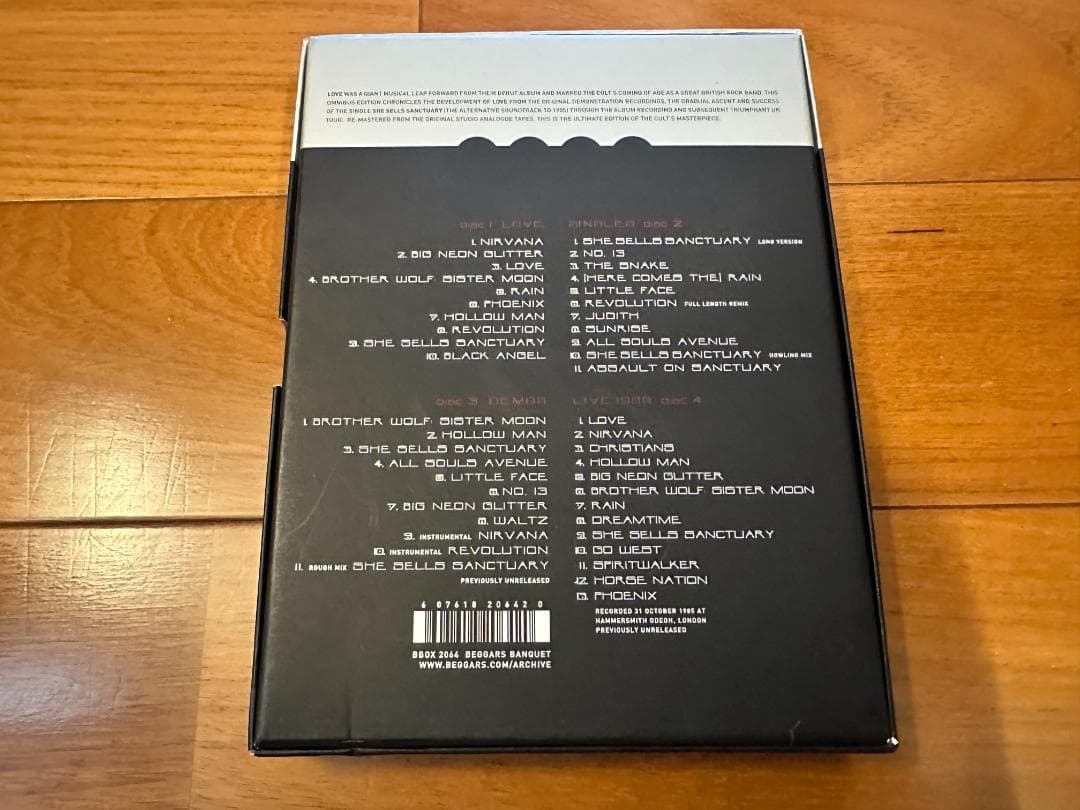 LOVE WAS A GIANT MUSICAL LEAP FORWARD FROM THEIR DEBUT ALBUM AND MARKED THE CULT'S COMING OF AGE AS A GREAT BRITISH ROCK BAND. THIS
OMNIBUS EDITION CHRONICLES THE DEVELOPMENT OF LOVE FROM THE ORIGINAL DEMONSTRATION RECORDINGS, THE GRADUAL ASCENT AND SUCCESS
OF THE SINGLE SHE SELLS SANCTUARY (THE ALTERNATIVE SOUNDTRACK TO 1985) THROUGH THE ALBUM RECORDING AND SUBSEQUENT TRIUMPHANT UK
TOUR. RE-MASTERED FROM THE ORIGINAL STUDIO ANALOGUE TAPES, THIS IS THE ULTIMATE EDITION OF THE CULT'S MASTERPIECE.
disc 1 LOVE
1. NIRVANA
2. BIG NEON GLITTER
3. LOVE
4. BROTHER WOLF; SISTER MOON
5. RAIN
6. PHOENIX
7. HOLLOW MAN
8. REVOLUTION
9. SHE SELLS SANCTUARY
10. BLACK ANGEL
SINGLES disc 2
1. SHE SELLS SANCTUARY LONG VERSION
2. NO. 13
3. THE SNAKE
4. (HERE COMES THE) RAIN
5. LITTLE FACE
6. REVOLUTION FULL LENGTH REMIX
7. JUDITH
8. SUNRISE
9. ALL SOULS AVENUE
10. SHE SELLS SANCTUARY HOWLING MIX
11. ASSAULT ON SANCTUARY
disc 3 DEMOS
1. BROTHER WOLF; SISTER MOON
2. HOLLOW MAN
3. SHE SELLS SANCTUARY
4. ALL SOULS AVENUE
5. LITTLE FACE
6. NO. 13
7. BIG NEON GLITTER
8. WALTZ
9. INSTRUMENTAL NIRVANA
10. INSTRUMENTAL REVOLUTION
11. ROUGH MIX SHE SELLS SANCTUARY
PREVIOUSLY UNRELEASED
LIVE 1985 disc 4
1. LOVE
2. NIRVANA
3. CHRISTIANS
4. HOLLOW MAN
5. BIG NEON GLITTER
6. BROTHER WOLF; SISTER MOON
7. RAIN
8. DREAMTIME
9. SHE SELLS SANCTUARY
10. GO WEST
11. SPIRITWALKER
12. HORSE NATION
13. PHOENIX
RECORDED 31 OCTOBER 1985 AT
HAMMERSMITH ODEON, LONDON
PREVIOUSLY UNRELEASED
6 07618 20642 0
BBOX 2064 BEGGARS BANQUET
WWW.BEGGARS.COM/ARCHIVE